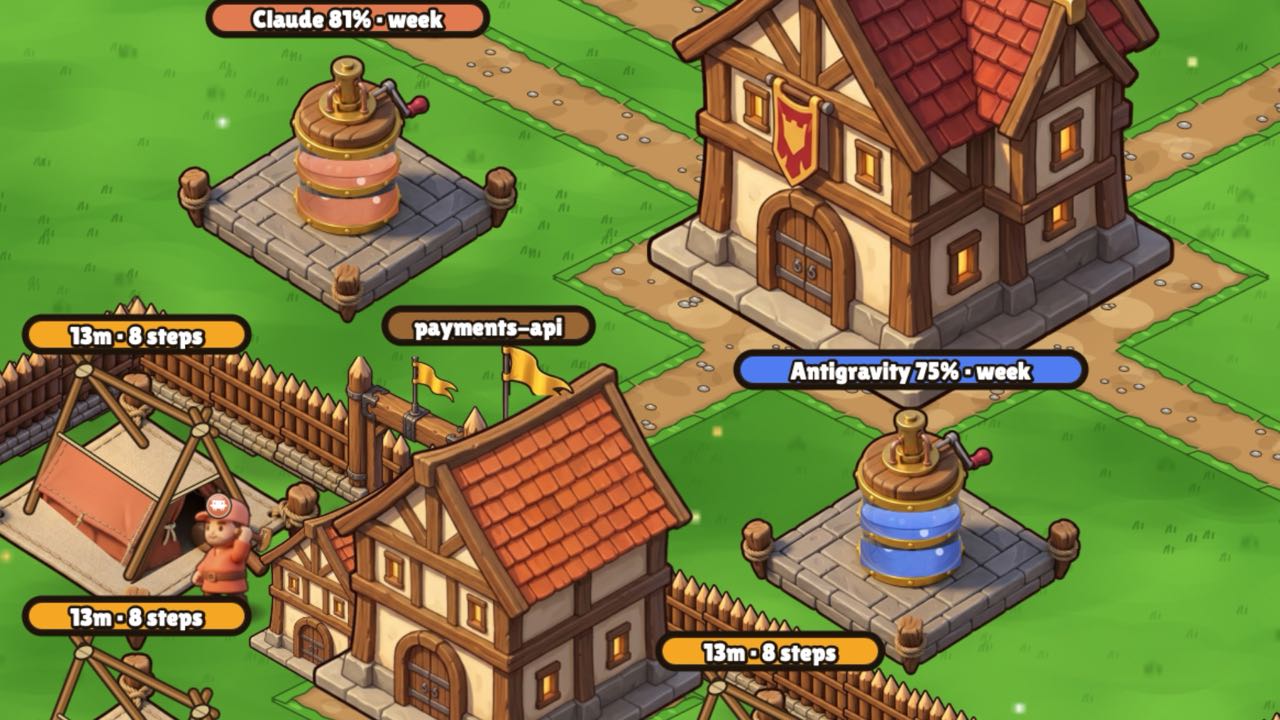 Claude 81% · week
13m · 8 steps
payments-api
Antigravity 75% · week
13m · 8 steps
13m · 8 steps